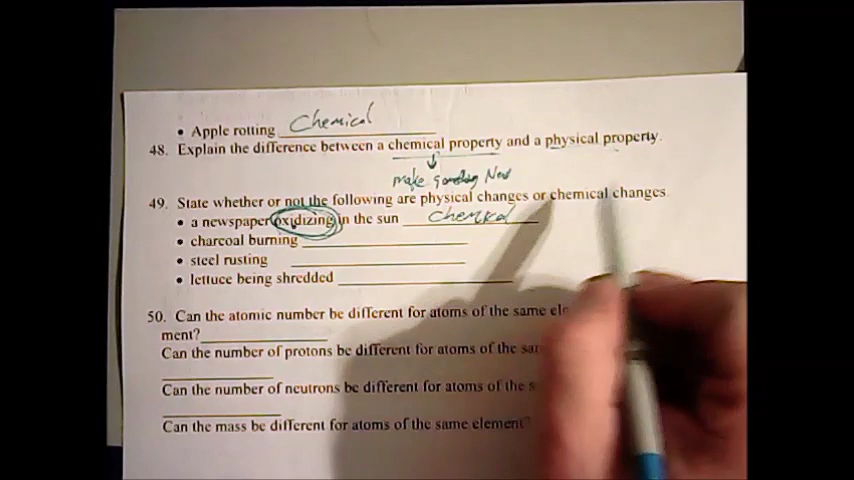 • Apple rotting Chemical
48. Explain the difference between a chemical property and a physical property.
make Something New
49. State whether or not the following are physical changes or chemical changes
• a newspaper oxidizing in the sun chemical
• charcoal burning
• steel rusting
• lettuce being shredded
50. Can the atomic number be different for atoms of the same ele-
ment?
Can the number of protons be different for atoms of the
Can the number of neutrons be different for atoms of the
Can the mass be different for atoms of the same element?